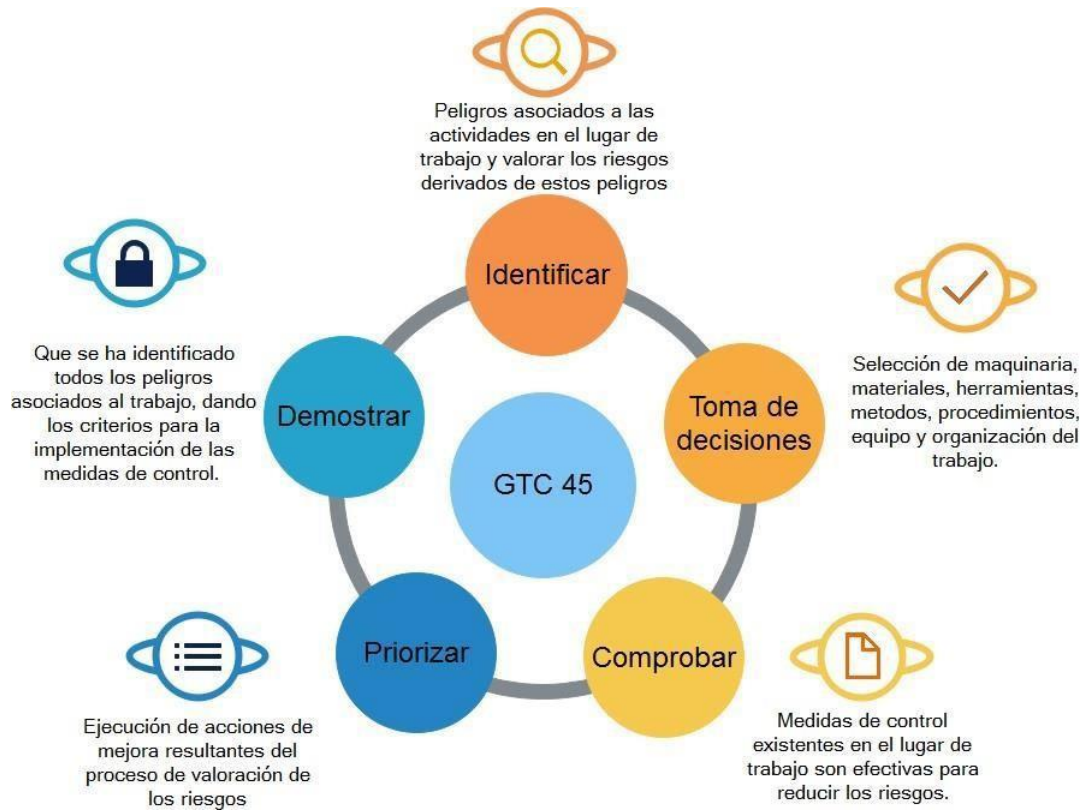 Peligros asociados a las
actividades en el lugar de
trabajo y valorar los riesgos
derivados de estos peligros
Identificar
Selección de maquinaria,
materiales, herramientas,
metodos, procedimientos,
equipo y organización del
trabajo.
Toma de
decisiones
Que se ha identificado
todos los peligros
asociados al trabajo, dando
los criterios para la
implementación de las
medidas de control.
Demostrar
GTC 45
Priorizar
Comprobar
Ejecución de acciones de
mejora resultantes del
proceso de valoración de
los riesgos
Medidas de control
existentes en el lugar de
trabajo son efectivas para
reducir los riesgos.